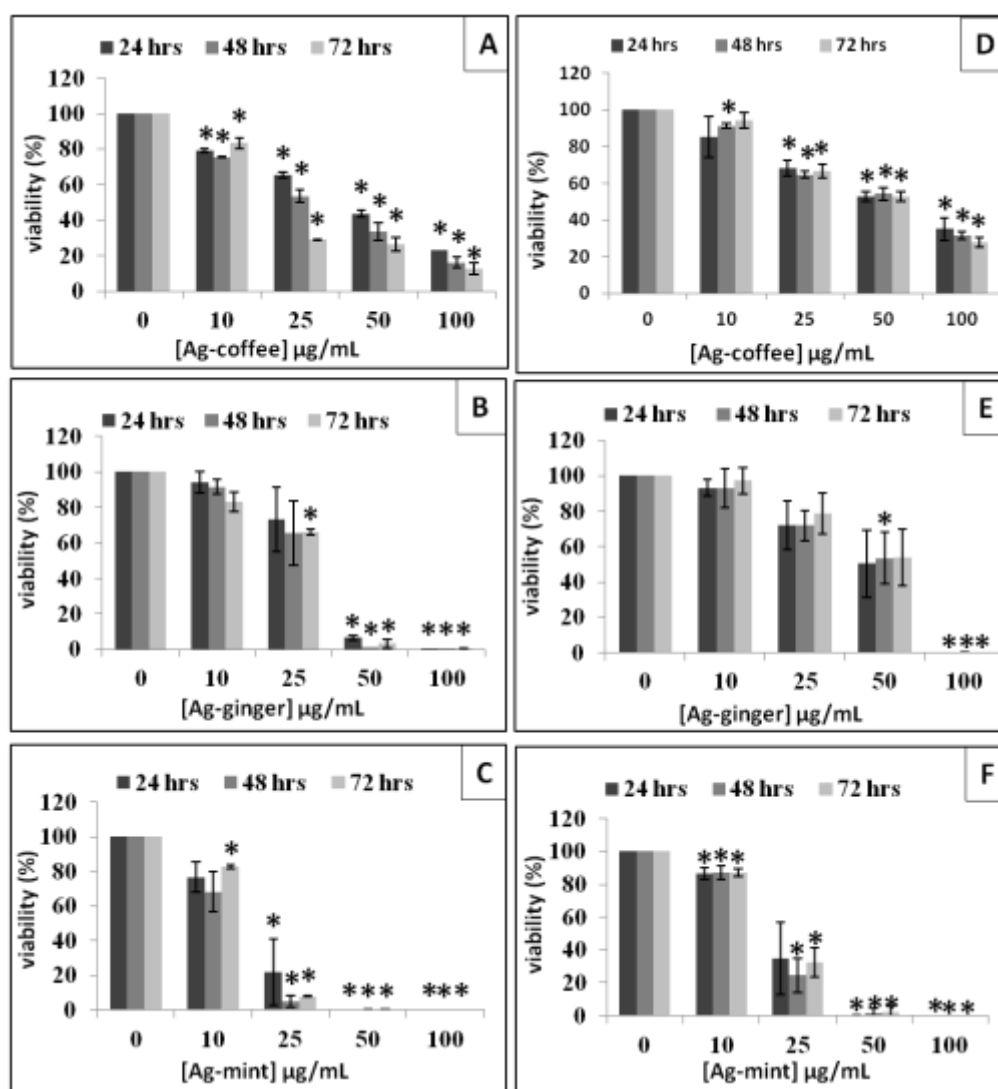 A
24 hrs 48 hrs 72 hrs
viability (%)
120
100
80
60
40
20
0
* * *
* * *
* * *
* * *
0 10 25 50 100
[Ag-coffee] µg/mL
D
24 hrs 48 hrs 72 hrs
viability (%)
120
100
80
60
40
20
0
*
* * *
* * *
* * *
0 10 25 50 100
[Ag-coffee] µg/mL
B
24 hrs 48 hrs 72 hrs
viability (%)
120
100
80
60
40
20
0
*
* * *
***
0 10 25 50 100
[Ag-ginger] µg/mL
E
24 hrs 48 hrs 72 hrs
viability (%)
120
100
80
60
40
20
0
*
***
0 10 25 50 100
[Ag-ginger] µg/mL
C
24 hrs 48 hrs 72 hrs
viability (%)
120
100
80
60
40
20
0
*
* * *
***
***
0 10 25 50 100
[Ag-mint] µg/mL
F
24 hrs 48 hrs 72 hrs
viability (%)
120
100
80
60
40
20
0
* * *
* *
***
***
0 10 25 50 100
[Ag-mint] µg/mL